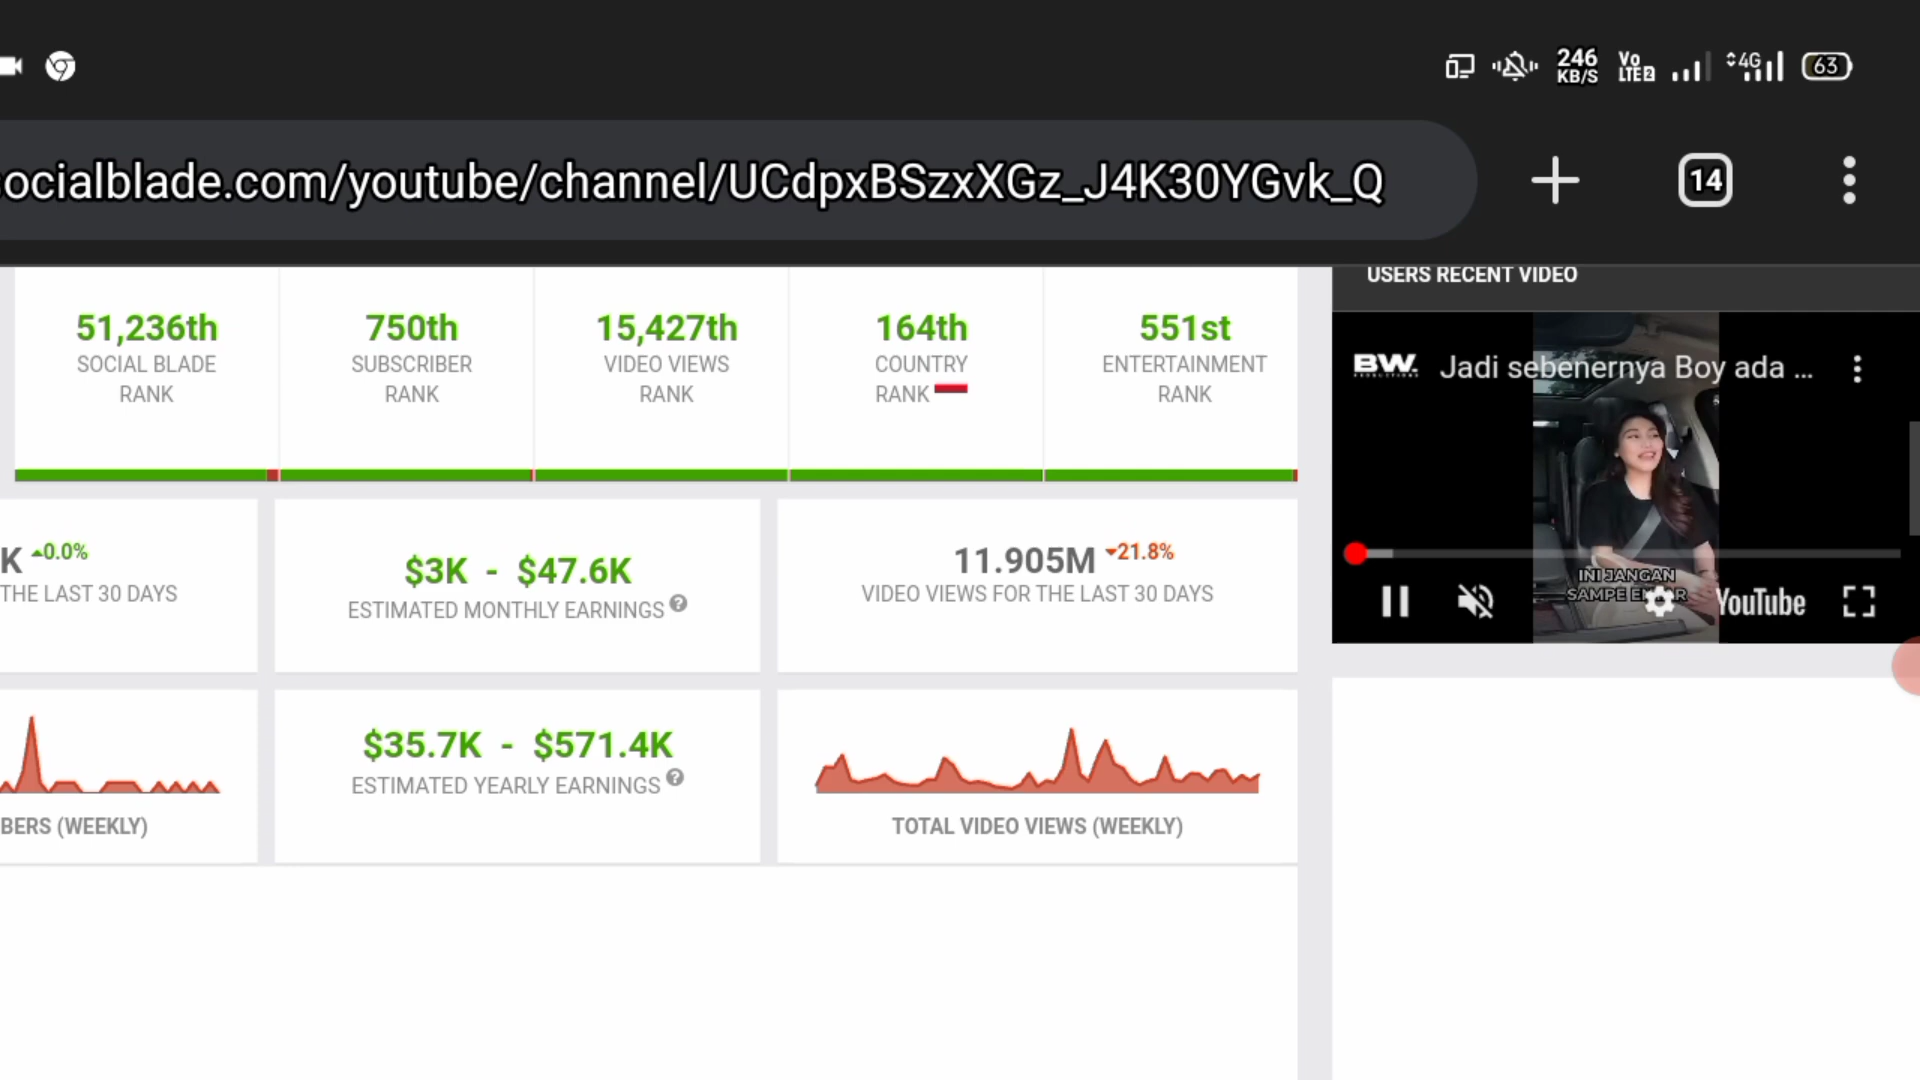 246
KB/S
Vo
LTE 2
4G
63
socialblade.com/youtube/channel/UCdpxBSzxXGz_J4K30YGvk_Q
14
51,236th
SOCIAL BLADE
RANK
750th
SUBSCRIBER
RANK
15,427th
VIDEO VIEWS
RANK
164th
COUNTRY
RANK
551st
ENTERTAINMENT
RANK
USERS RECENT VIDEO
BW.
Jadi sebenernya Boy ada ...
INI JANGAN
SAMPE
YouTube
K 0.0%
THE LAST 30 DAYS
$3K - $47.6K
ESTIMATED MONTHLY EARNINGS ?
11.905M 21.8%
VIDEO VIEWS FOR THE LAST 30 DAYS
BERS (WEEKLY)
$35.7K - $571.4K
ESTIMATED YEARLY EARNINGS ?
TOTAL VIDEO VIEWS (WEEKLY)